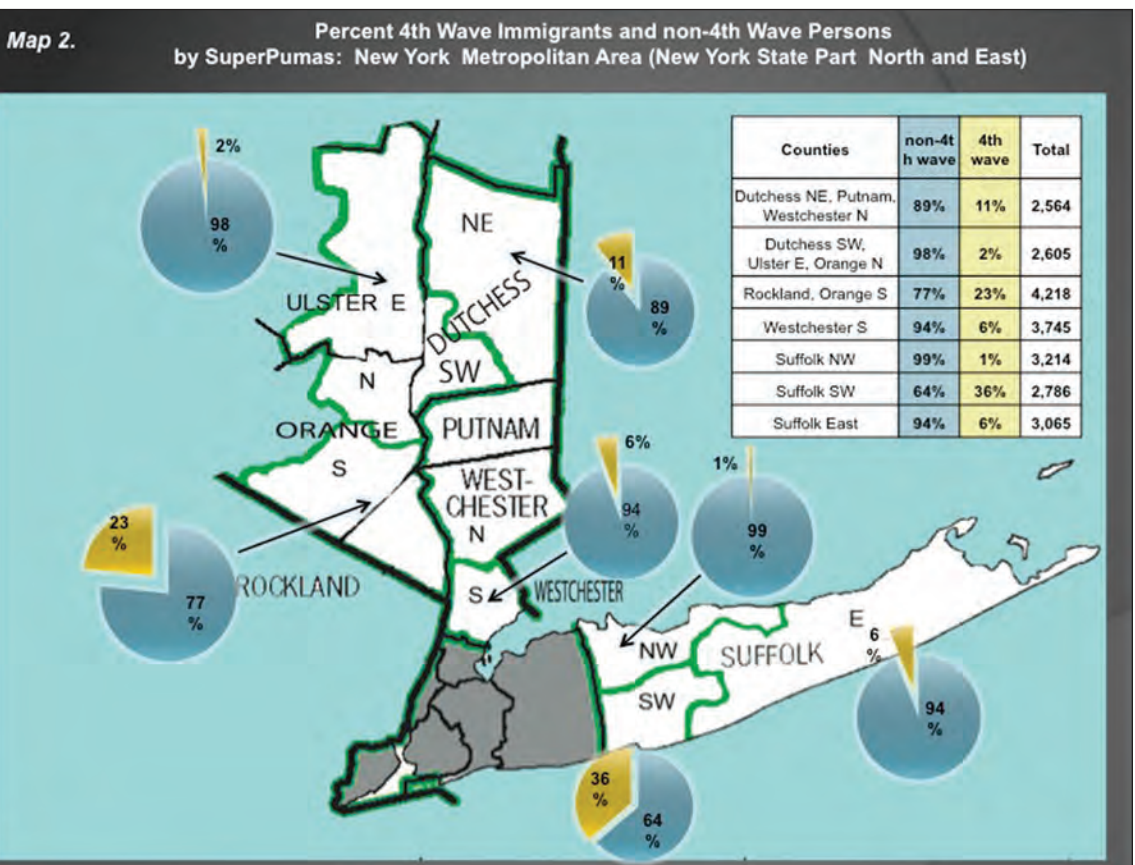 Map 2.
Percent 4th Wave Immigrants and non-4th Wave Persons
by SuperPumas: New York Metropolitan Area (New York State Part North and East)
Counties non-4t h wave 4th wave Total
Dutchess NE, Putnam, Westchester N 89% 11% 2,564
Dutchess SW, Ulster E, Orange N 98% 2% 2,605
Rockland, Orange S 77% 23% 4,218
Westchester S 94% 6% 3,745
Suffolk NW 99% 1% 3,214
Suffolk SW 64% 36% 2,786
Suffolk East 94% 6% 3,065
2%
98
%
NE
11
%
89
%
ULSTER E
DUTCHESS
SW
N
ORANGE
PUTNAM
S
WEST-
CHESTER
N
6%
94
%
1%
99
%
23
%
77
%
ROCKLAND
S
WESTCHESTER
NW
SUFFOLK
E
SW
6
%
94
%
36
%
64
%